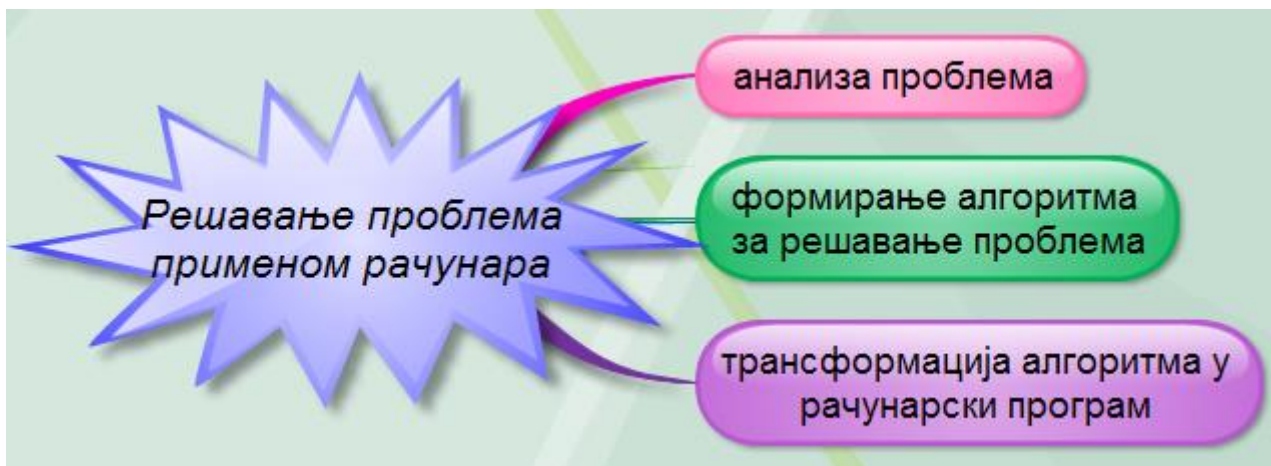 Решавање проблема
применом рачунара
анализа проблема
формирање алгоритма
за решавање проблема
трансформација алгоритма у
рачунарски програм